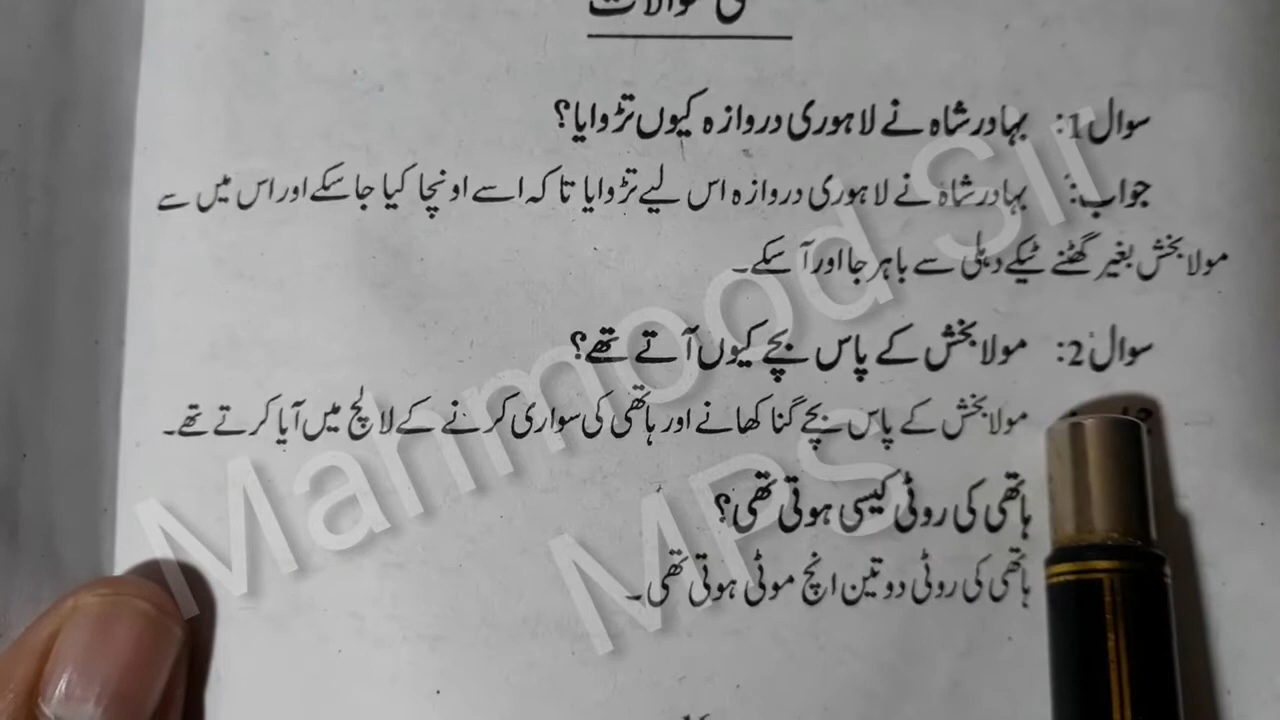 سوالات
سوال 1: بہادر شاہ نے لاہوری دروازہ کیوں تڑوایا؟
جواب: بہادر شاہ نے لاہوری دروازہ اس لیے تڑوایا تا کہ اسے اونچا کیا جا سکے اور اس میں سے
مولا بخش بغیر گھٹنے ٹیکے دہلی سے باہر جا اور آ سکے۔
سوال 2: مولا بخش کے پاس بچے کیوں آتے تھے؟
مولا بخش کے پاس بچے گنا کھانے اور ہاتھی کی سواری کرنے کے لالچ میں آیا کرتے تھے۔
ہاتھی کی روٹی کیسی ہوتی تھی؟
ہاتھی کی روٹی دو تین انچ موٹی ہوتی تھی۔
Mahmood Sir
MPS